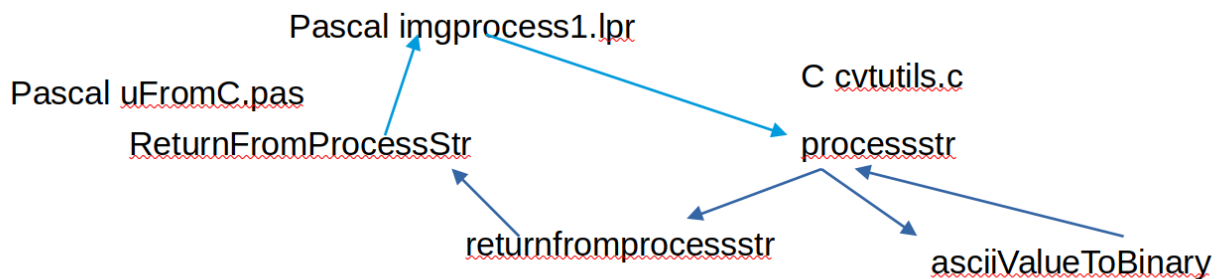 Pascal imgprocess1.lpr
C cvtutils.c
Pascal uFromC.pas
ReturnFromProcessStr
processstr
returnfromprocessstr
asciiValueToBinary